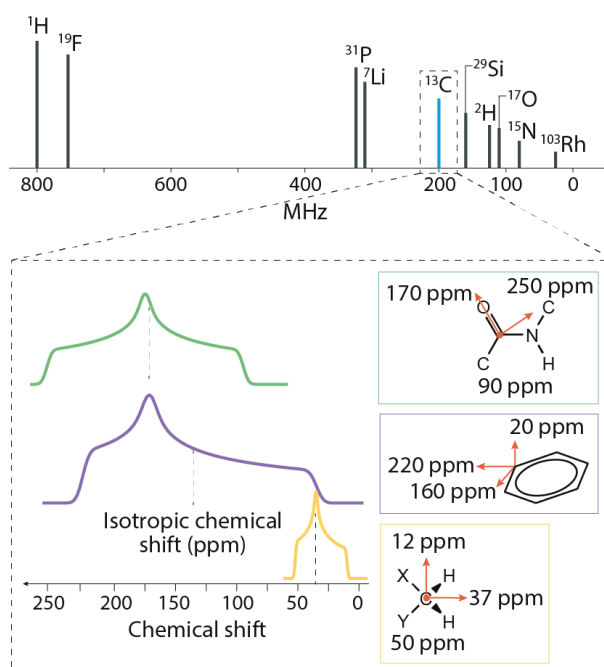 ¹H
¹⁹F
³¹P
⁷Li
¹³C
²⁹Si
²H
¹⁷O
¹⁵N
¹⁰³Rh
800 600 400 200 100 0
MHz
170 ppm
250 ppm
O
C
N
C
H
90 ppm
20 ppm
220 ppm
160 ppm
Isotropic chemical
shift (ppm)
12 ppm
X
H
C
37 ppm
Y
H
50 ppm
250 175 125 50 0
Chemical shift